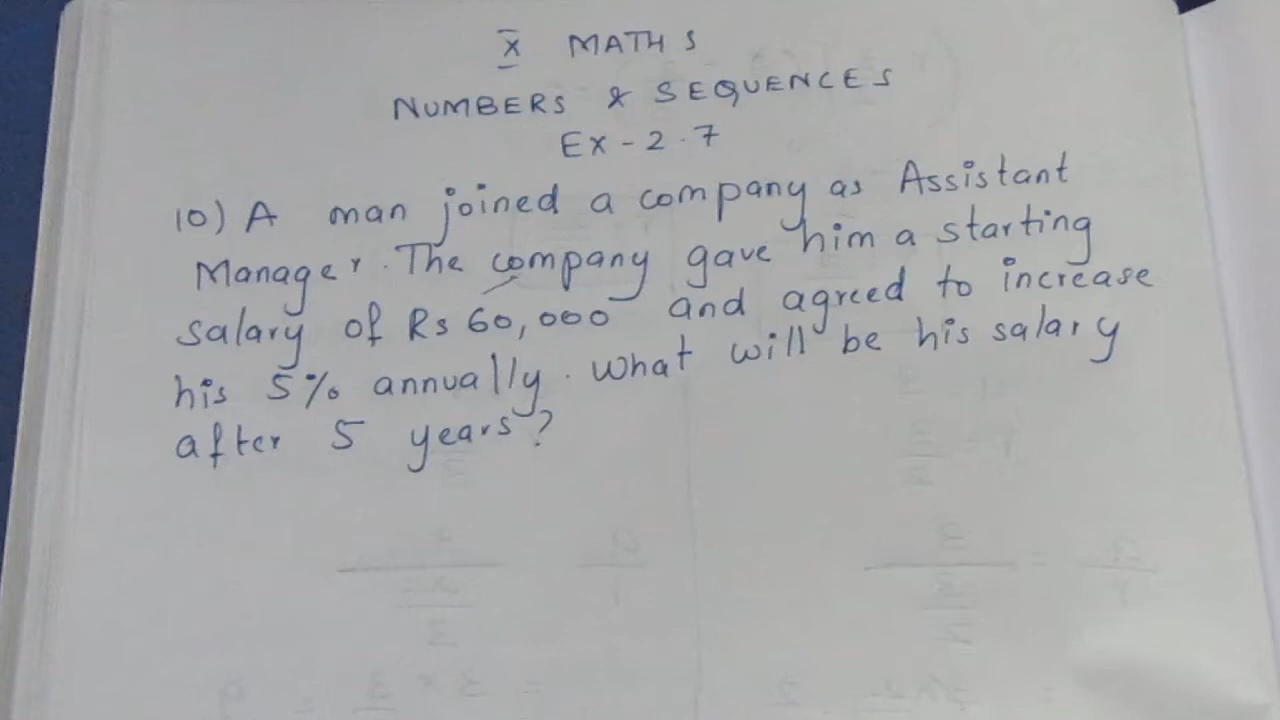 X MATHS
NUMBERS & SEQUENCES
Ex - 2.7
10) A man joined a company as Assistant
Manager. The company gave him a starting
salary of Rs 60,000 and agreed to increase
his 5% annually. What will be his salary
after 5 years?